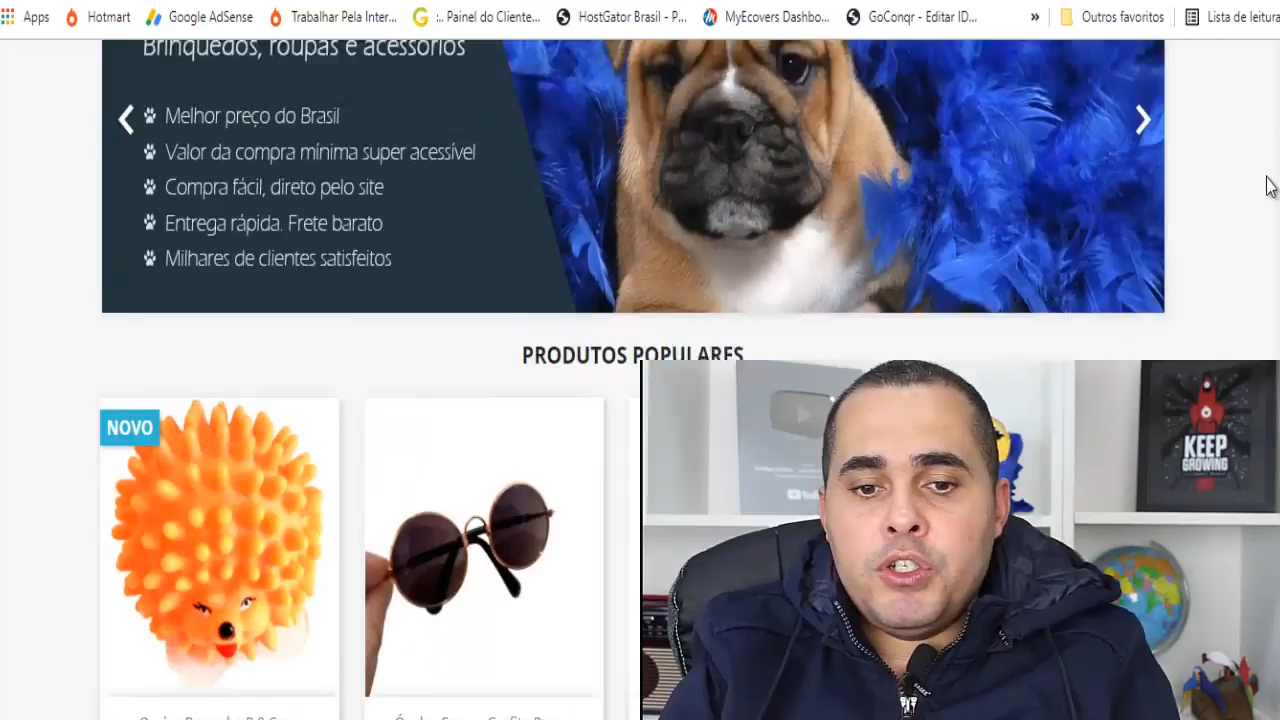 Apps Hotmart Google AdSense Trabalhar Pela Inter... :. Painel do Cliente... HostGator Brasil - P... MyEcovers Dashbo... GoConqr - Editar ID... » Outros favoritos Lista de leitura
Brinquedos, roupas e acessórios
Melhor preço do Brasil
Valor da compra mínima super acessível
Compra fácil, direto pelo site
Entrega rápida. Frete barato
Milhares de clientes satisfeitos
PRODUTOS POPULARES
NOVO
KEEP
GROWING